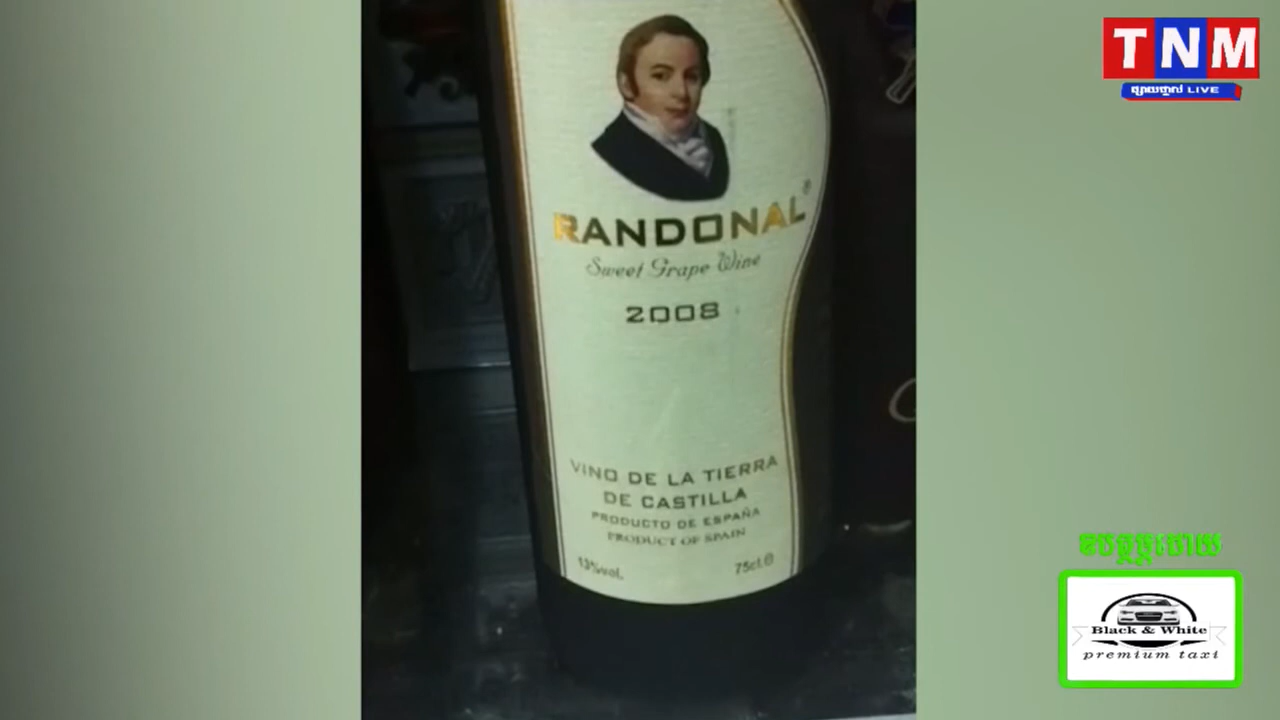 TNM
ផ្សាយផ្ទាល់ LIVE
RANDONAL®
Sweet Grape Wine
2008
VINO DE LA TIERRA
DE CASTILLA
PRODUCTO DE ESPAÑA
PRODUCT OF SPAIN
13%vol. 75cl.e
ឧបត្ថម្ភដោយ
Black & White
premium taxi